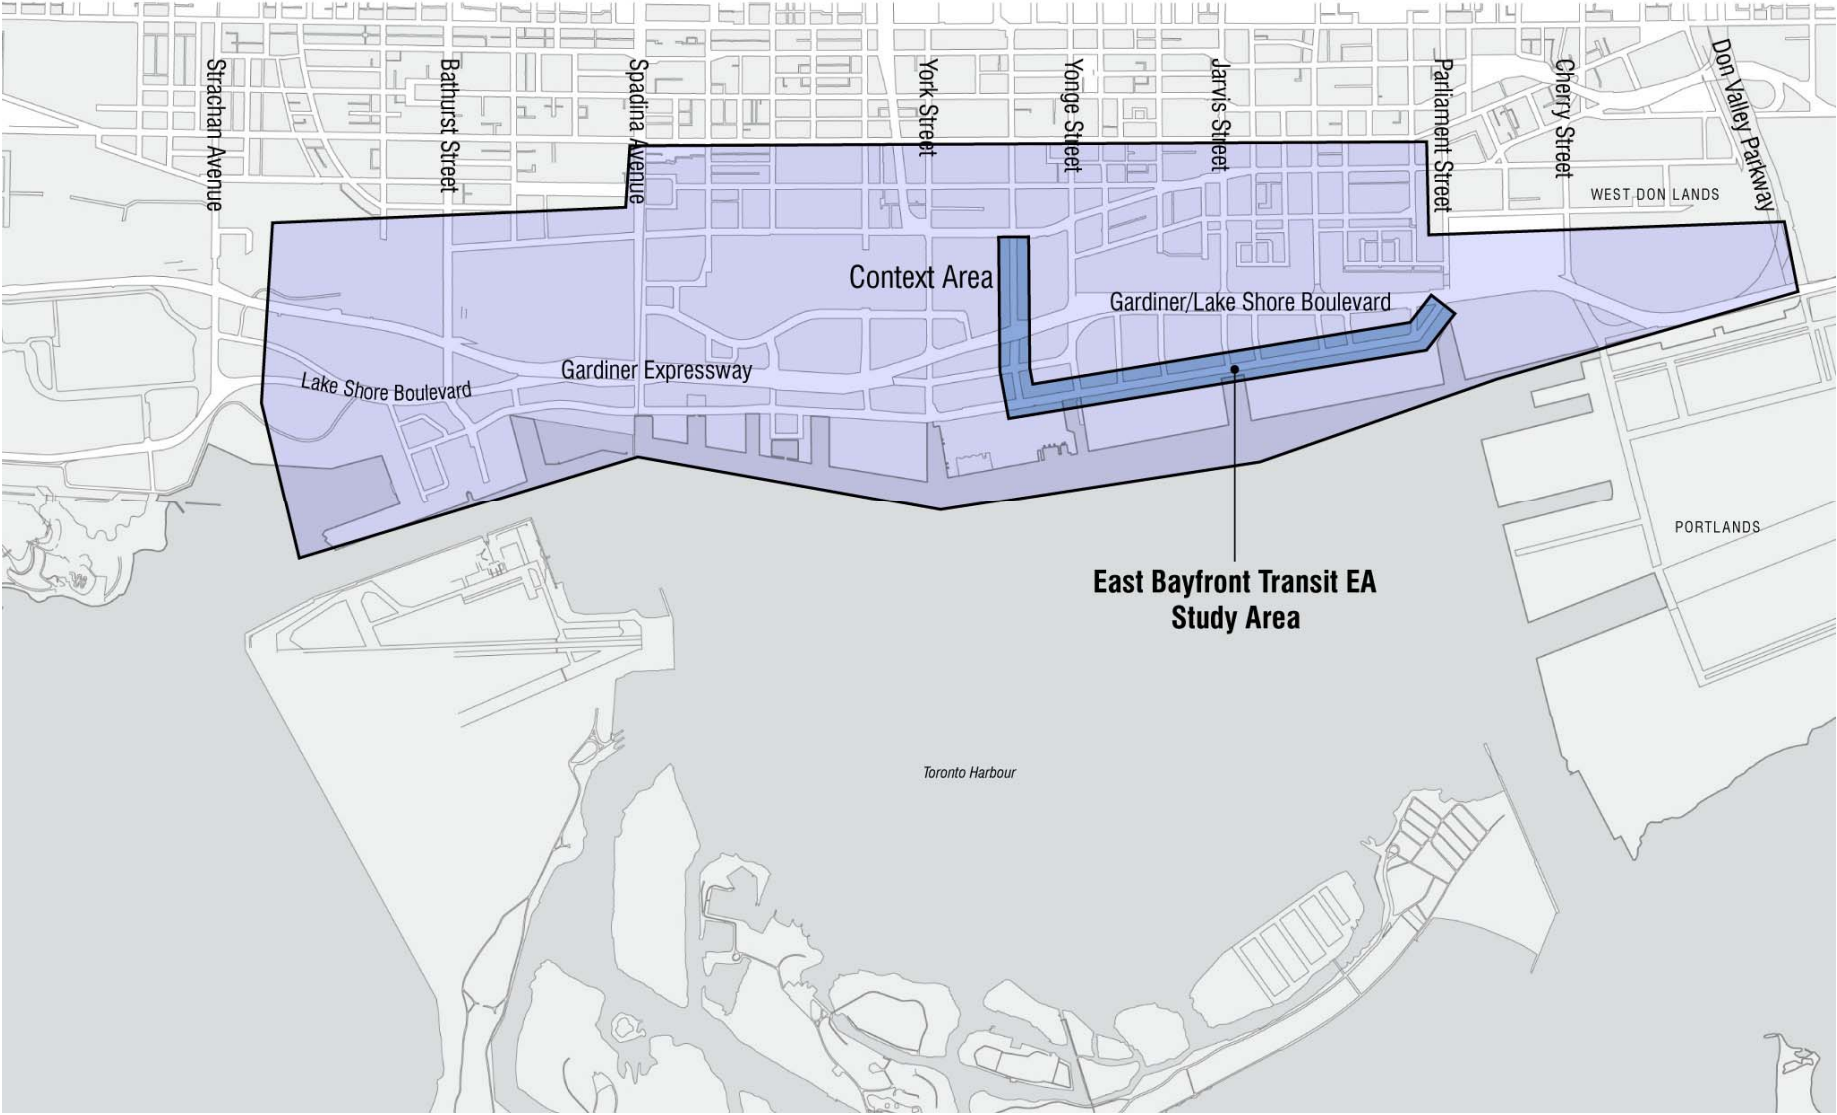 Strachan Avenue
Bathurst Street
Spadina Avenue
York Street
Yonge Street
Jarvis Street
Parliament Street
Cherry Street
Don Valley Parkway
WEST DON LANDS
Context Area
Gardiner/Lake Shore Boulevard
Gardiner Expressway
Lake Shore Boulevard
PORTLANDS
East Bayfront Transit EA
Study Area
Toronto Harbour